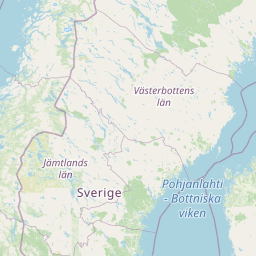 Västerbottens
län
Jämtlands
län
Sverige
Pohjanlahti
- Bottniska
viken